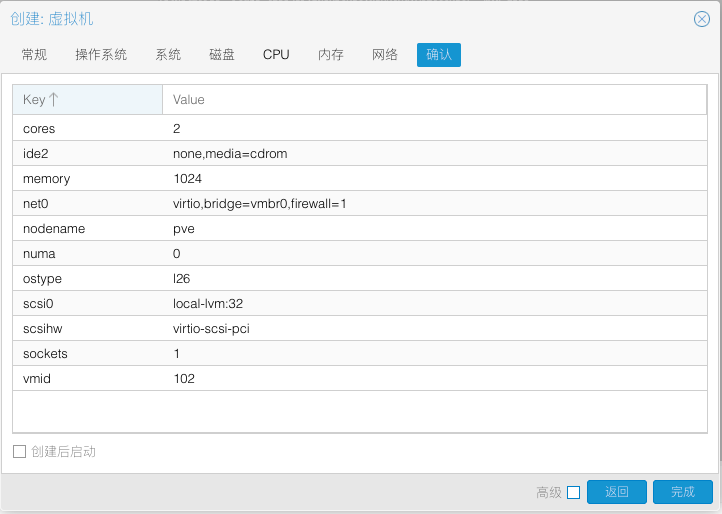 创建: 虚拟机
常规 操作系统 系统 磁盘 CPU 内存 网络 确认
Key Value
cores 2
ide2 none,media=cdrom
memory 1024
net0 virtio,bridge=vmbr0,firewall=1
nodename pve
numa 0
ostype l26
scsi0 local-lvm:32
scsihw virtio-scsi-pci
sockets 1
vmid 102
创建后启动
高级 返回 完成